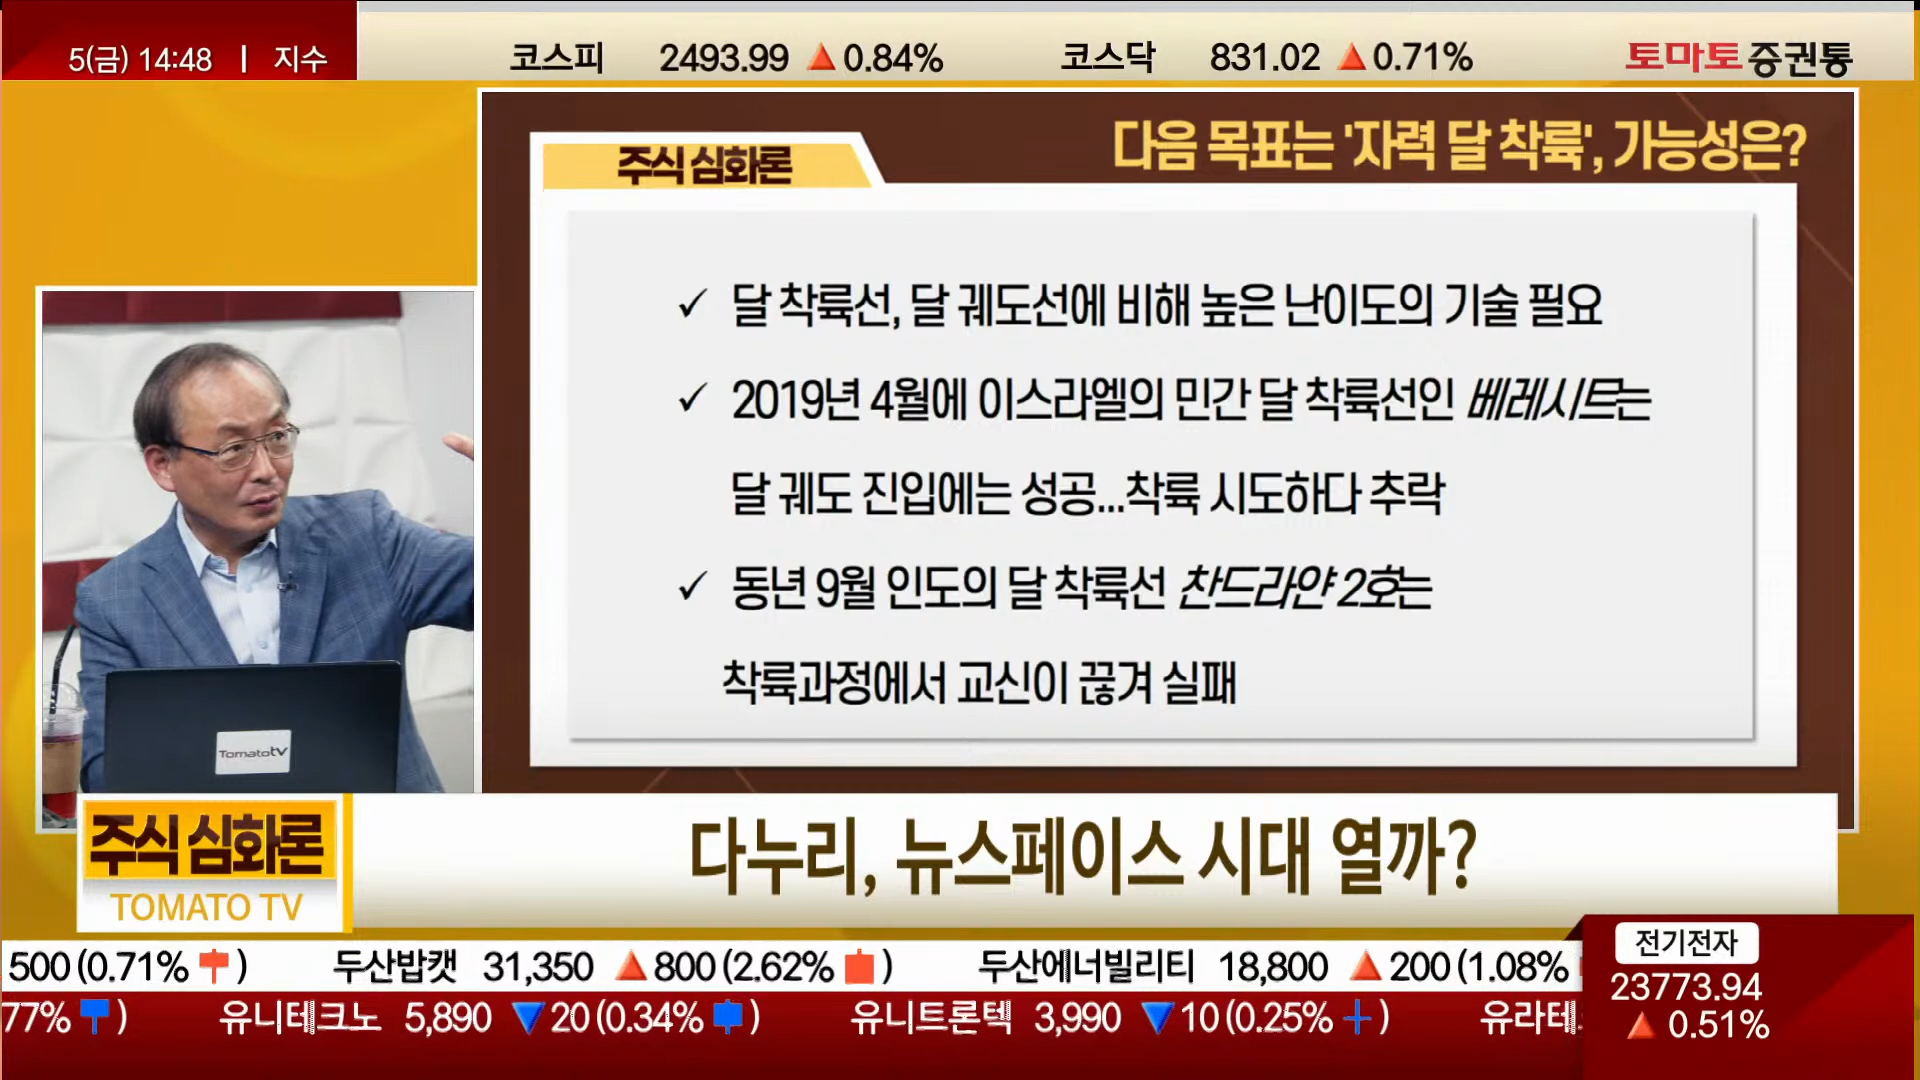 5(금) 14:48 | 지수
코스피 2493.99 ▲0.84% 코스닥 831.02 ▲0.71%
토마토증권통
다음 목표는 '자력 달 착륙', 가능성은?
주식 심화론
✓ 달 착륙선, 달 궤도선에 비해 높은 난이도의 기술 필요
✓ 2019년 4월에 이스라엘의 민간 달 착륙선인 베레시트는
달 궤도 진입에는 성공...착륙 시도하다 추락
✓ 동년 9월 인도의 달 착륙선 찬드라얀 2호는
착륙과정에서 교신이 끊겨 실패
TomatoTV
주식 심화론
TOMATO TV
다누리, 뉴스페이스 시대 열까?
500 (0.71% ) 두산밥캣 31,350 ▲800 (2.62% ) 두산에너빌리티 18,800 ▲200 (1.08%
77% ) 유니테크노 5,890 ▼20 (0.34% ) 유니트론텍 3,990 ▼10 (0.25% ) 유라테
전기전자
23773.94
▲ 0.51%